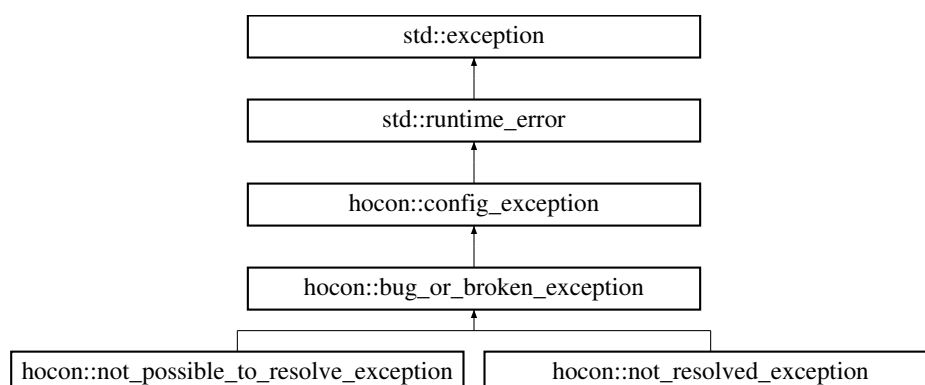 std::exception
std::runtime_error
hocon::config_exception
hocon::bug_or_broken_exception
hocon::not_possible_to_resolve_exception
hocon::not_resolved_exception